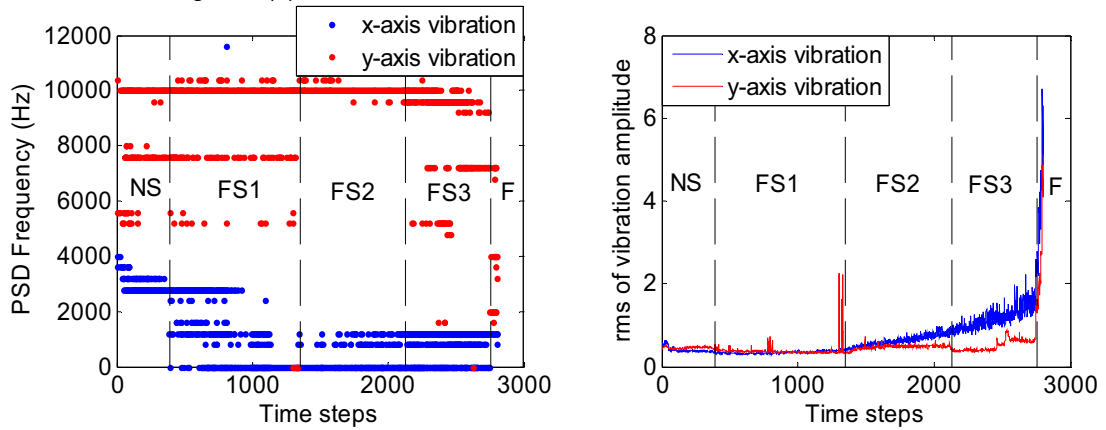 x-axis vibration
y-axis vibration
PSD Frequency (Hz)
12000
10000
8000
6000
4000
2000
0
NS
FS1
FS2
FS3
F
0
1000
2000
3000
Time steps
x-axis vibration
y-axis vibration
rms of vibration amplitude
8
6
4
2
0
NS
FS1
FS2
FS3
F
0
1000
2000
3000
Time steps